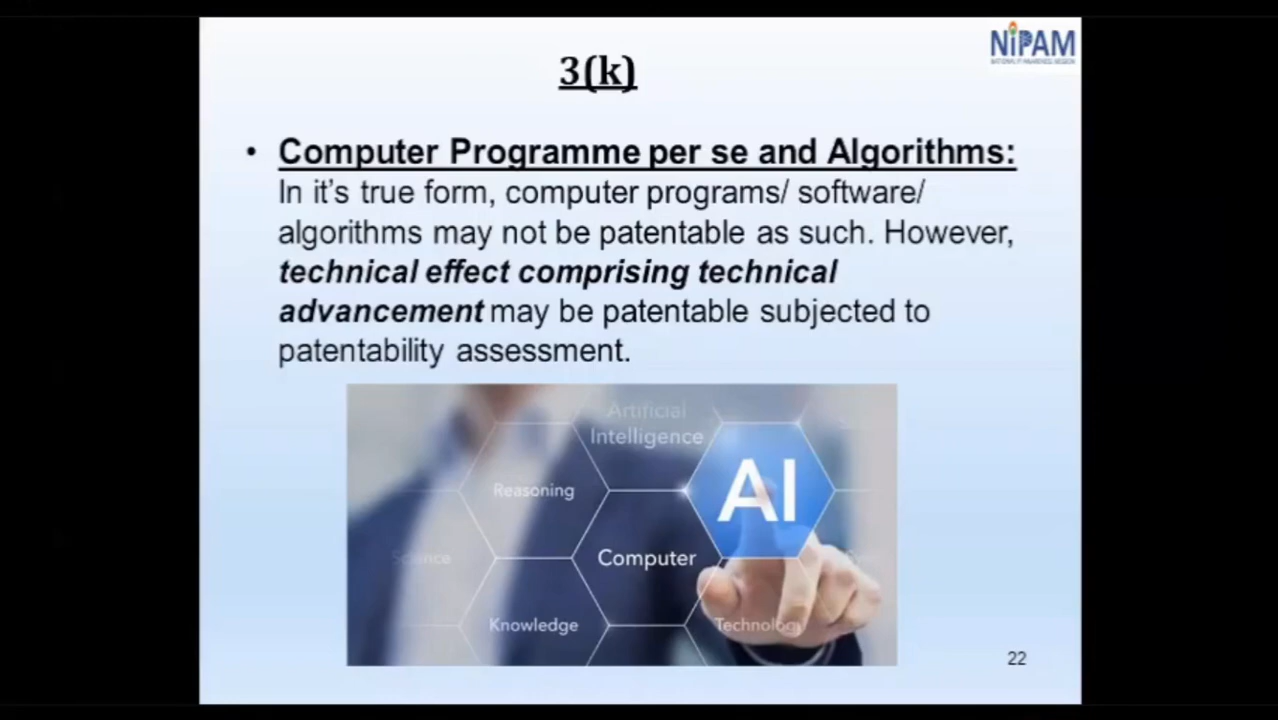 NiPAM
3(k)
• Computer Programme per se and Algorithms:
In it's true form, computer programs/ software/
algorithms may not be patentable as such. However,
technical effect comprising technical
advancement may be patentable subjected to
patentability assessment.
Artificial
Intelligence
AI
Reasoning
Science
Computer
Knowledge
Technology
22